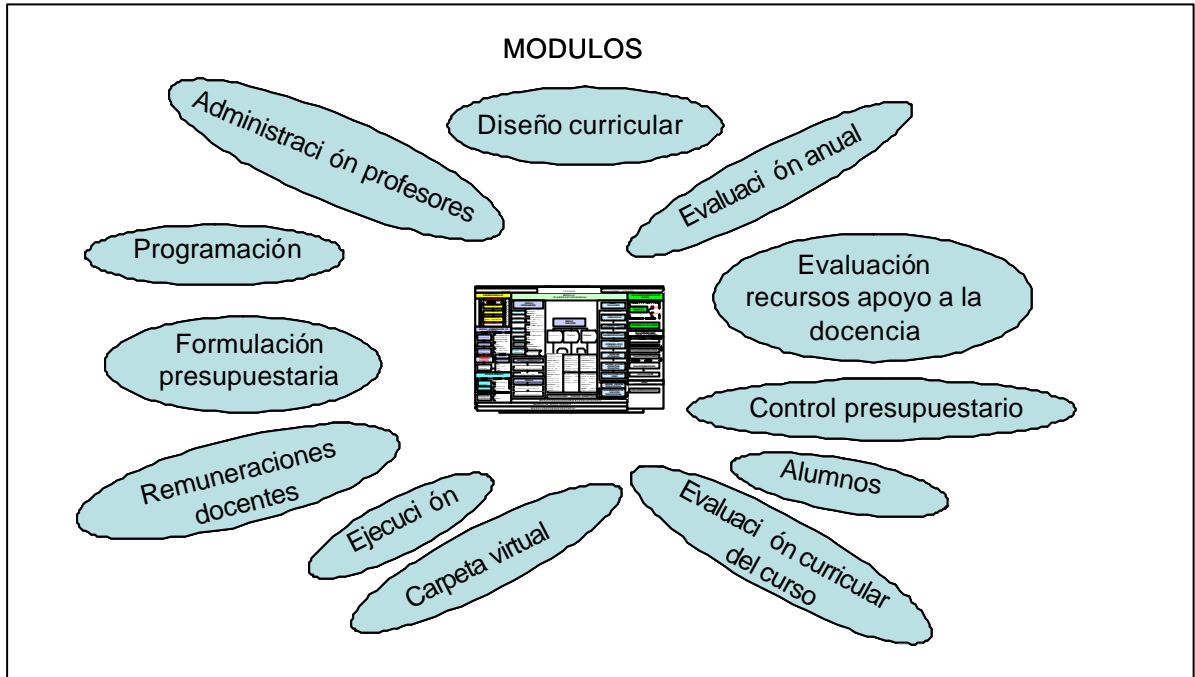 MODULOS
Administraci ón profesores
Diseño curricular
Evaluaci ón anual
Programación
Evaluación
recursos apoyo a la
docencia
Formulación
presupuestaria
Control presupuestario
Remuneraciones
docentes
Alumnos
Ejecuci ón
Carpeta virtual
Evaluaci ón curricular
del curso